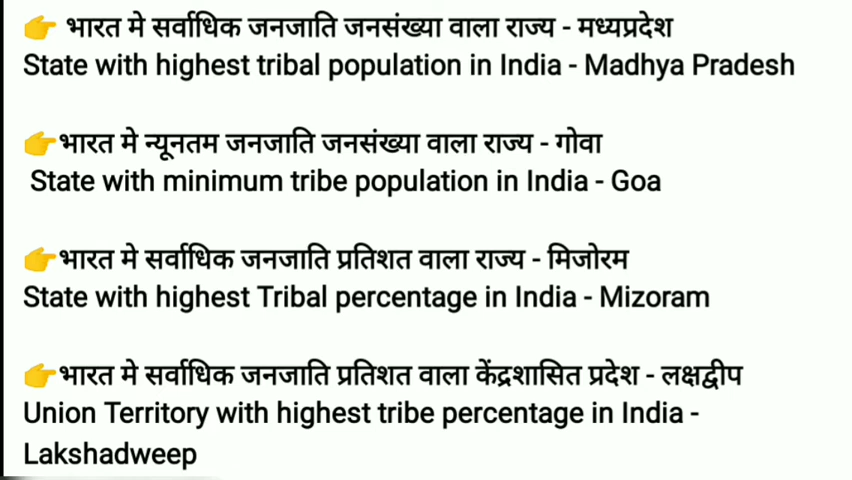 👉 भारत मे सर्वाधिक जनजाति जनसंख्या वाला राज्य - मध्यप्रदेश
State with highest tribal population in India - Madhya Pradesh
👉भारत मे न्यूनतम जनजाति जनसंख्या वाला राज्य - गोवा
State with minimum tribe population in India - Goa
👉भारत मे सर्वाधिक जनजाति प्रतिशत वाला राज्य - मिजोरम
State with highest Tribal percentage in India - Mizoram
👉भारत मे सर्वाधिक जनजाति प्रतिशत वाला केंद्रशासित प्रदेश - लक्षद्वीप
Union Territory with highest tribe percentage in India -
Lakshadweep